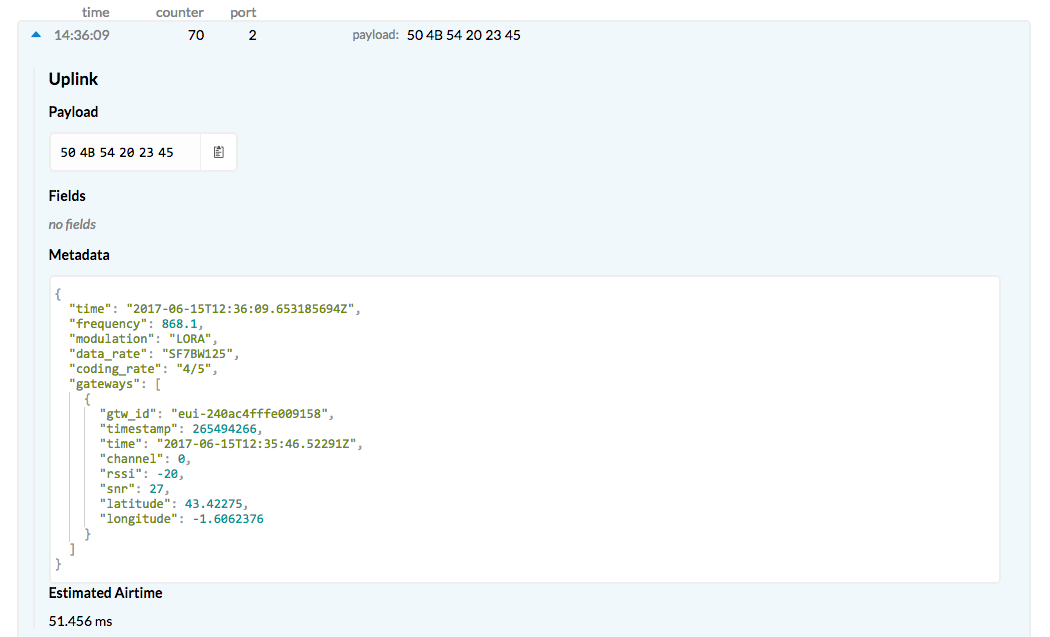 time counter port
14:36:09 70 2 payload: 50 4B 54 20 23 45
Uplink
Payload
50 4B 54 20 23 45
Fields
no fields
Metadata
{
"time": "2017-06-15T12:36:09.653185694Z",
"frequency": 868.1,
"modulation": "LORA",
"data_rate": "SF7BW125",
"coding_rate": "4/5",
"gateways": [
{
"gtw_id": "eui-240ac4fffe009158",
"timestamp": 265494266,
"time": "2017-06-15T12:35:46.52291Z",
"channel": 0,
"rssi": -20,
"snr": 27,
"latitude": 43.42275,
"longitude": -1.6062376
}
]
}
Estimated Airtime
51.456 ms